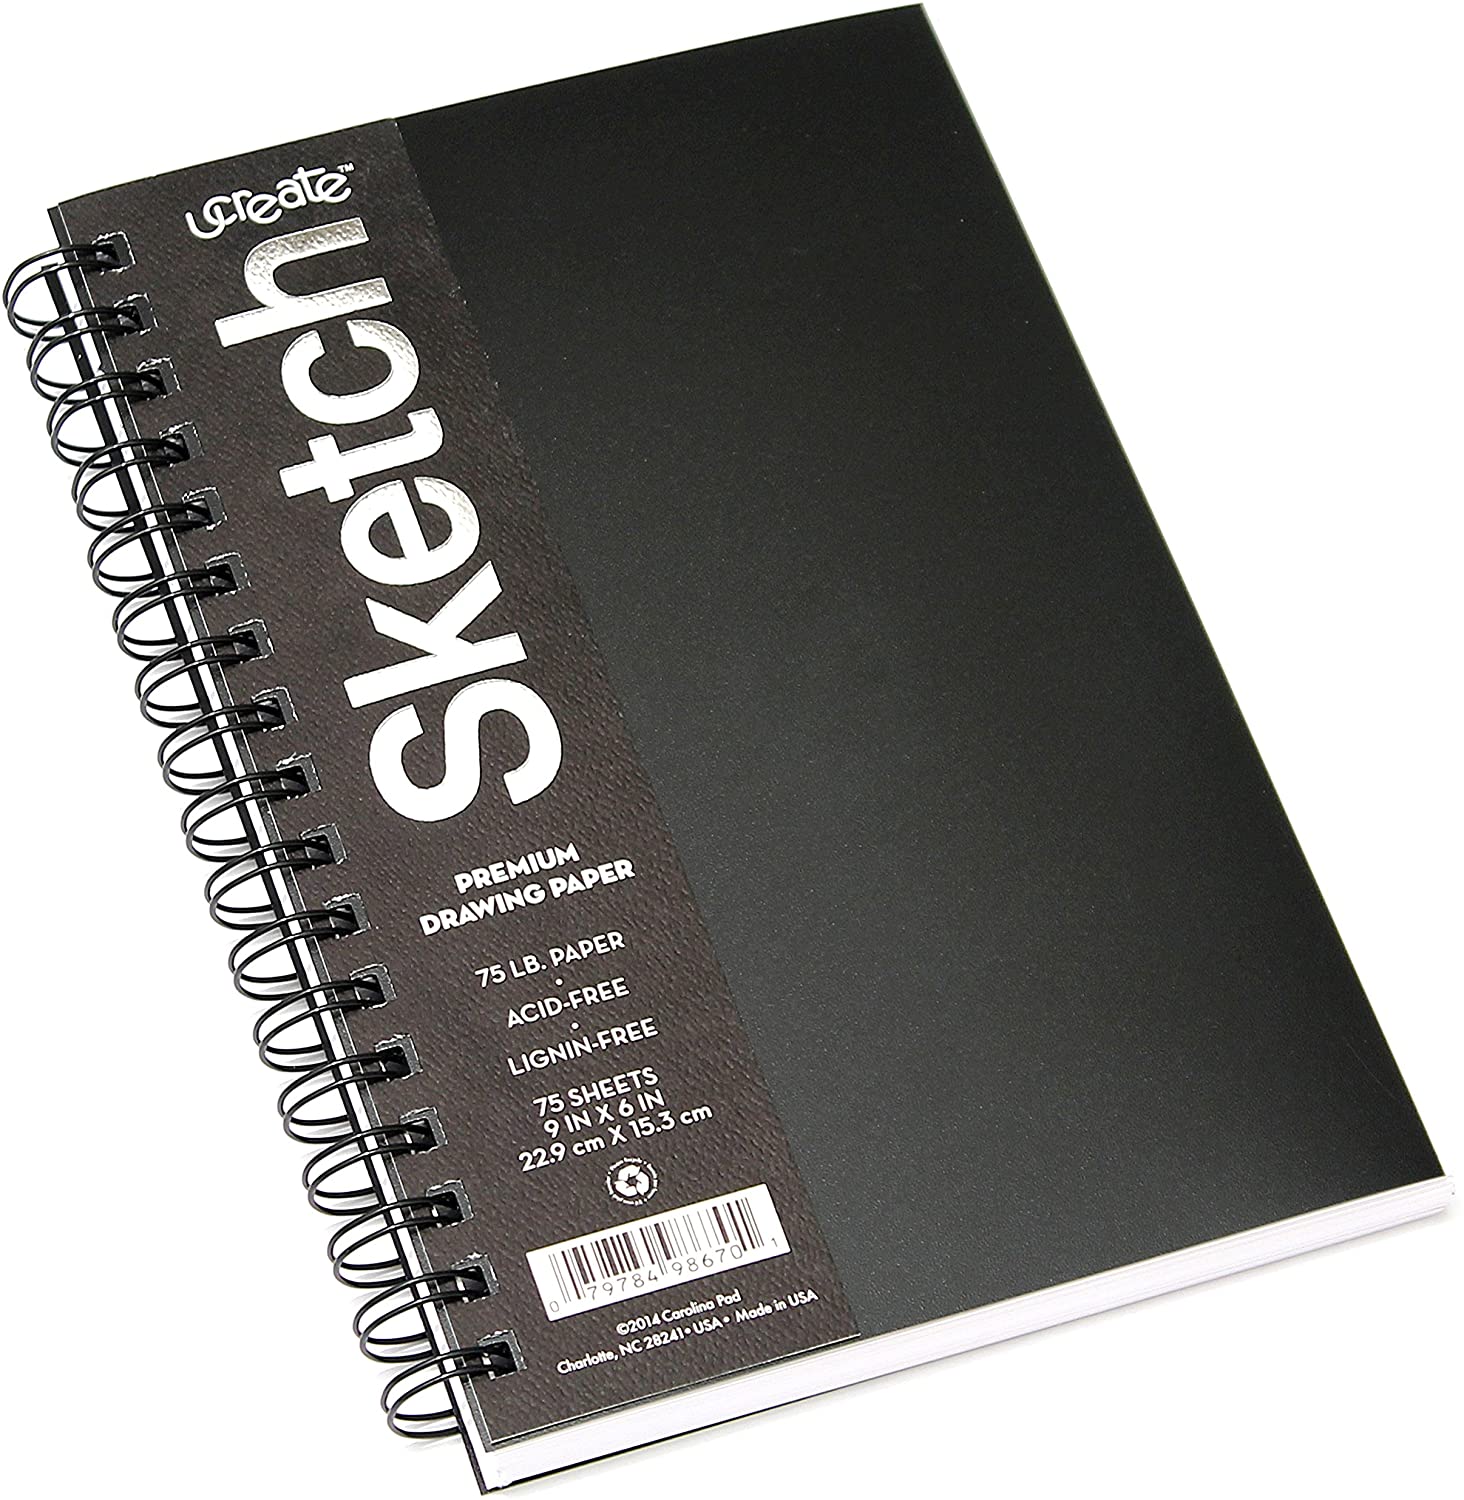 ucreate™
Sketch
PREMIUM
DRAWING PAPER
75 LB. PAPER
•
ACID-FREE
•
LIGNIN-FREE
75 SHEETS
9 IN X 6 IN
22.9 cm X 15.3 cm
0 79784 98670 1
©2014 Carolina Pad
Charlotte, NC 28241 • USA • Made in USA